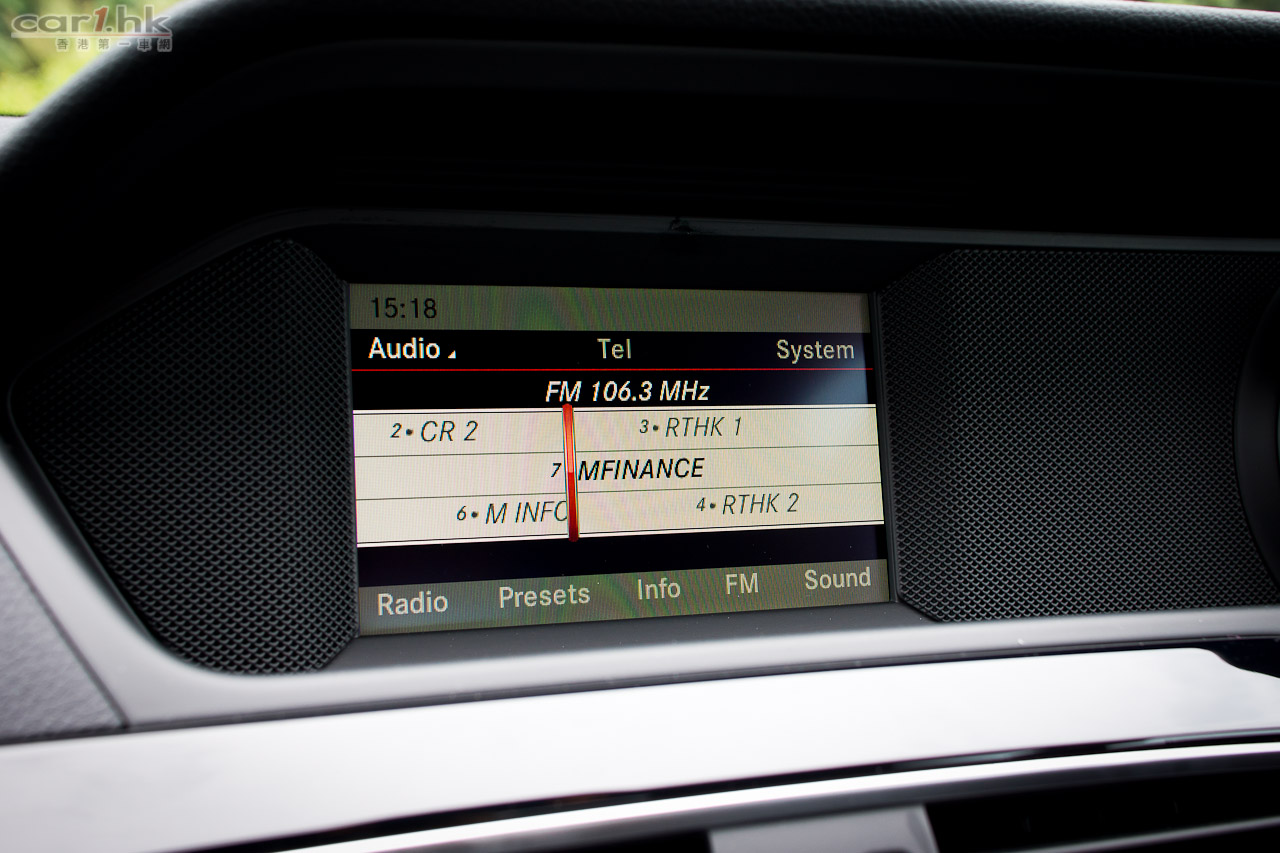 car1.hk
香港第一車網
15:18
Audio Tel System
FM 106.3 MHz
2• CR 2 3• RTHK 1
7 MFINANCE
6• M INFO 4• RTHK 2
Radio Presets Info FM Sound